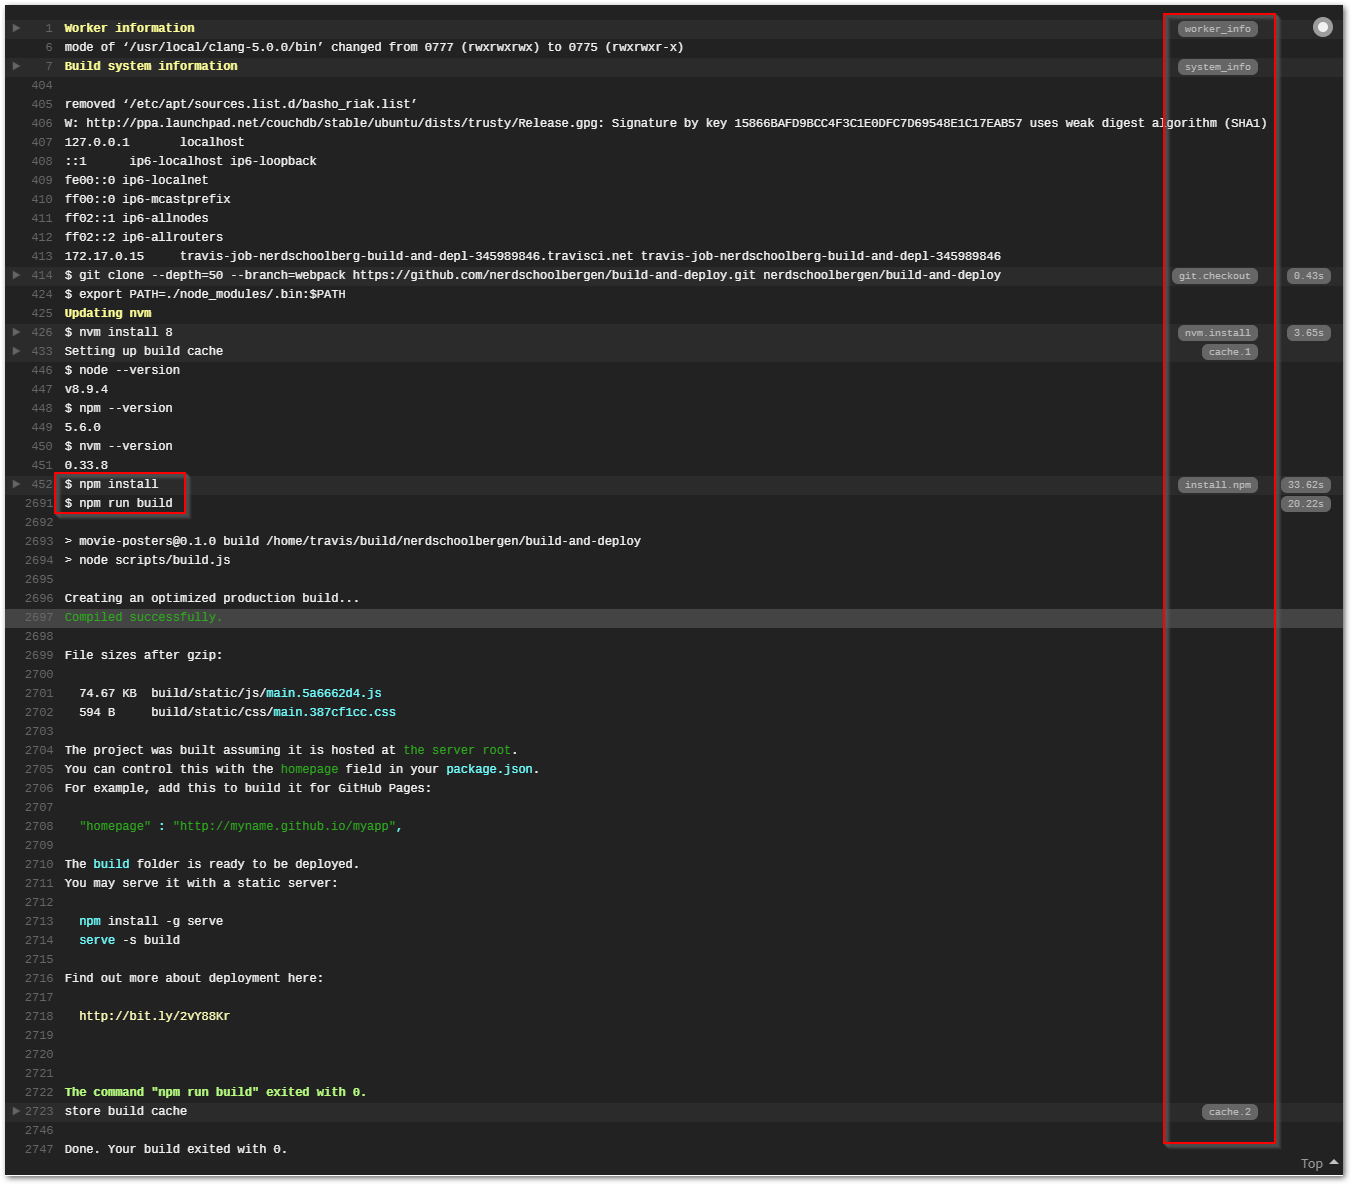 1 Worker information worker_info
6 mode of ‘/usr/local/clang-5.0.0/bin’ changed from 0777 (rwxrwxrwx) to 0775 (rwxrwxr-x)
7 Build system information system_info
404
405 removed ‘/etc/apt/sources.list.d/basho_riak.list’
406 W: http://ppa.launchpad.net/couchdb/stable/ubuntu/dists/trusty/Release.gpg: Signature by key 15866BAFD9BCC4F3C1E0DFC7D69548E1C17EAB57 uses weak digest algorithm (SHA1)
407 127.0.0.1       localhost
408 ::1      ip6-localhost ip6-loopback
409 fe00::0 ip6-localnet
410 ff00::0 ip6-mcastprefix
411 ff02::1 ip6-allnodes
412 ff02::2 ip6-allrouters
413 172.17.0.15     travis-job-nerdschoolberg-build-and-depl-345989846.travisci.net travis-job-nerdschoolberg-build-and-depl-345989846
414 $ git clone --depth=50 --branch=webpack https://github.com/nerdschoolbergen/build-and-deploy.git nerdschoolbergen/build-and-deploy git.checkout 0.43s
424 $ export PATH=./node_modules/.bin:$PATH
425 Updating nvm
426 $ nvm install 8 nvm.install 3.65s
433 Setting up build cache cache.1
446 $ node --version
447 v8.9.4
448 $ npm --version
449 5.6.0
450 $ nvm --version
451 0.33.8
452 $ npm install install.npm 33.62s
2691 $ npm run build 20.22s
2692
2693 > movie-posters@0.1.0 build /home/travis/build/nerdschoolbergen/build-and-deploy
2694 > node scripts/build.js
2695
2696 Creating an optimized production build...
2697 Compiled successfully.
2698
2699 File sizes after gzip:
2700
2701   74.67 KB  build/static/js/main.5a6662d4.js
2702   594 B     build/static/css/main.387cf1cc.css
2703
2704 The project was built assuming it is hosted at the server root.
2705 You can control this with the homepage field in your package.json.
2706 For example, add this to build it for GitHub Pages:
2707
2708   "homepage" : "http://myname.github.io/myapp",
2709
2710 The build folder is ready to be deployed.
2711 You may serve it with a static server:
2712
2713   npm install -g serve
2714   serve -s build
2715
2716 Find out more about deployment here:
2717
2718   http://bit.ly/2vY88Kr
2719
2720
2721
2722 The command "npm run build" exited with 0.
2723 store build cache cache.2
2746
2747 Done. Your build exited with 0.
Top